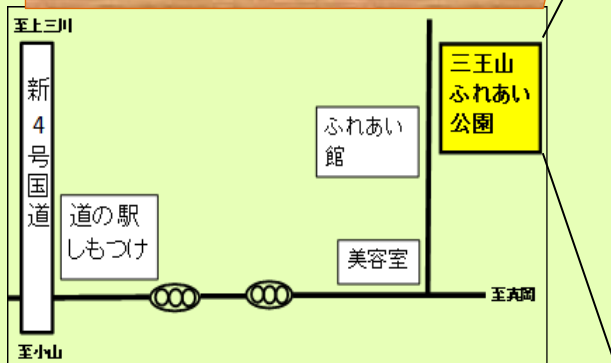 至上三川
新4号国道
三王山
ふれあい
公園
ふれあい
館
道の駅
しもつけ
美容室
至真岡
至小山